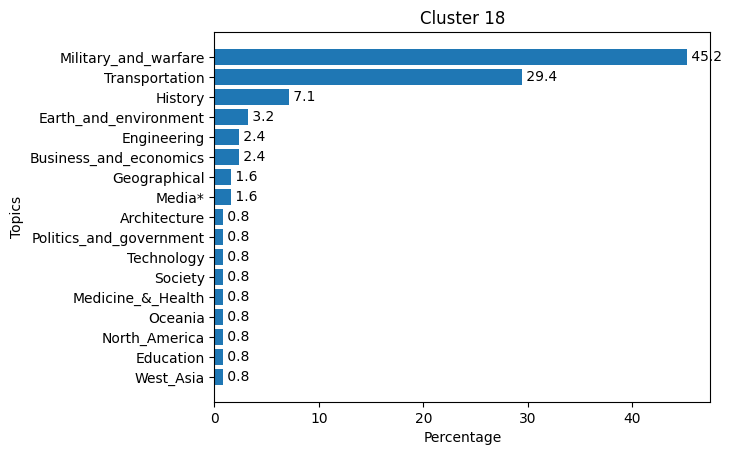 Cluster 18
Topics
Military_and_warfare 45.2
Transportation 29.4
History 7.1
Earth_and_environment 3.2
Engineering 2.4
Business_and_economics 2.4
Geographical 1.6
Media* 1.6
Architecture 0.8
Politics_and_government 0.8
Technology 0.8
Society 0.8
Medicine_&_Health 0.8
Oceania 0.8
North_America 0.8
Education 0.8
West_Asia 0.8
0 10 20 30 40
Percentage